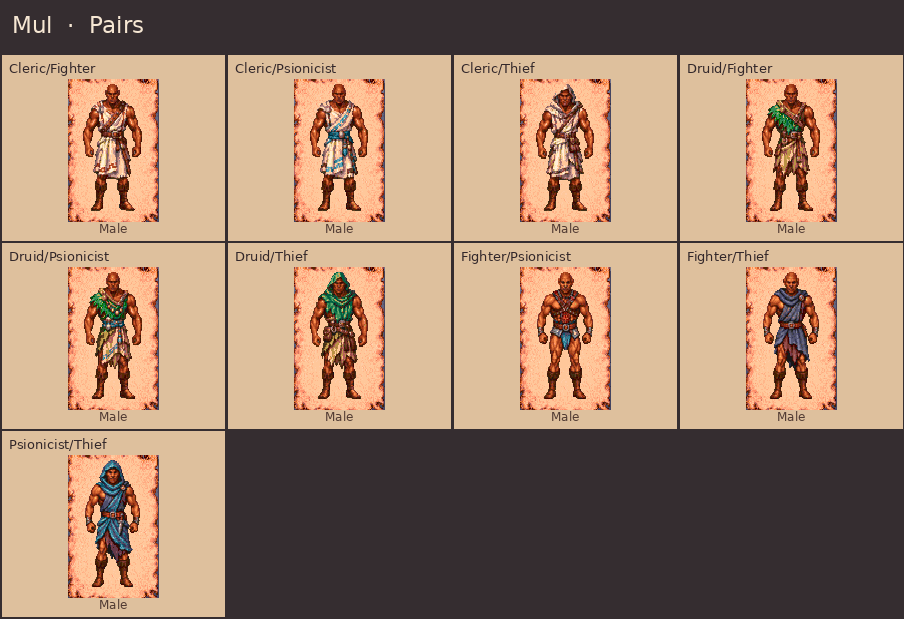 Mul · Pairs
Cleric/Fighter
Cleric/Psionicist
Cleric/Thief
Druid/Fighter
Male
Male
Male
Male
Druid/Psionicist
Druid/Thief
Fighter/Psionicist
Fighter/Thief
Male
Male
Male
Male
Psionicist/Thief
Male